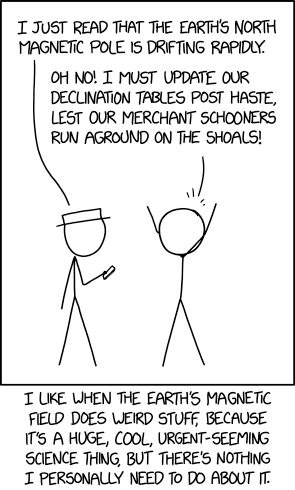 I JUST READ THAT THE EARTH'S NORTH
MAGNETIC POLE IS DRIFTING RAPIDLY.
OH NO! I MUST UPDATE OUR
DECLINATION TABLES POST HASTE,
LEST OUR MERCHANT SCHOONERS
RUN AGROUND ON THE SHOALS!
I LIKE WHEN THE EARTH'S MAGNETIC
FIELD DOES WEIRD STUFF, BECAUSE
IT'S A HUGE, COOL, URGENT-SEEMING
SCIENCE THING, BUT THERE'S NOTHING
I PERSONALLY NEED TO DO ABOUT IT.